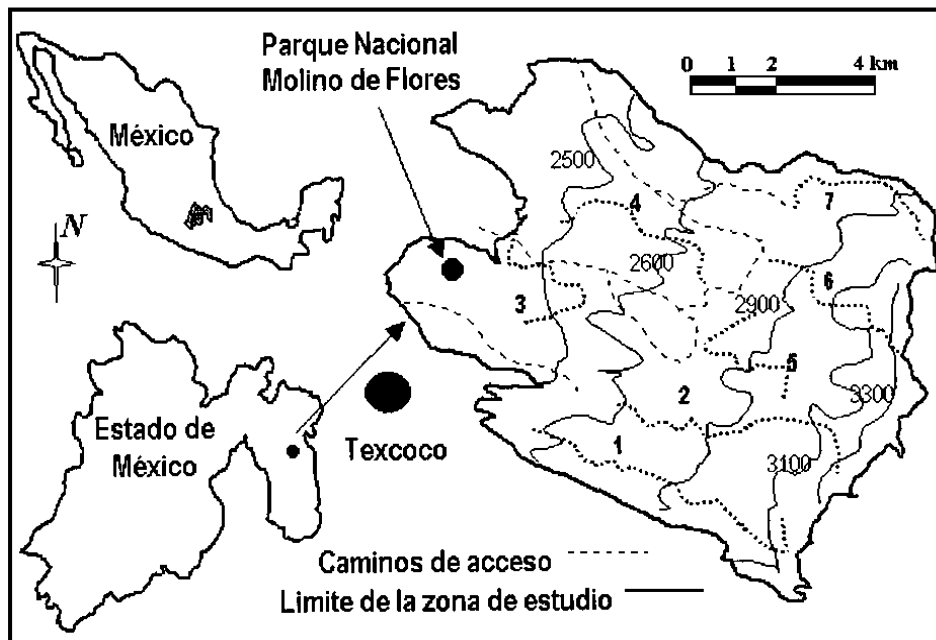 Parque Nacional
Molino de Flores
0 1 2 4 km
México
N
2500
4
7
2600
6
3
2900
5
3300
2
1
3100
Estado de
México
Texcoco
Caminos de acceso
Limite de la zona de estudio